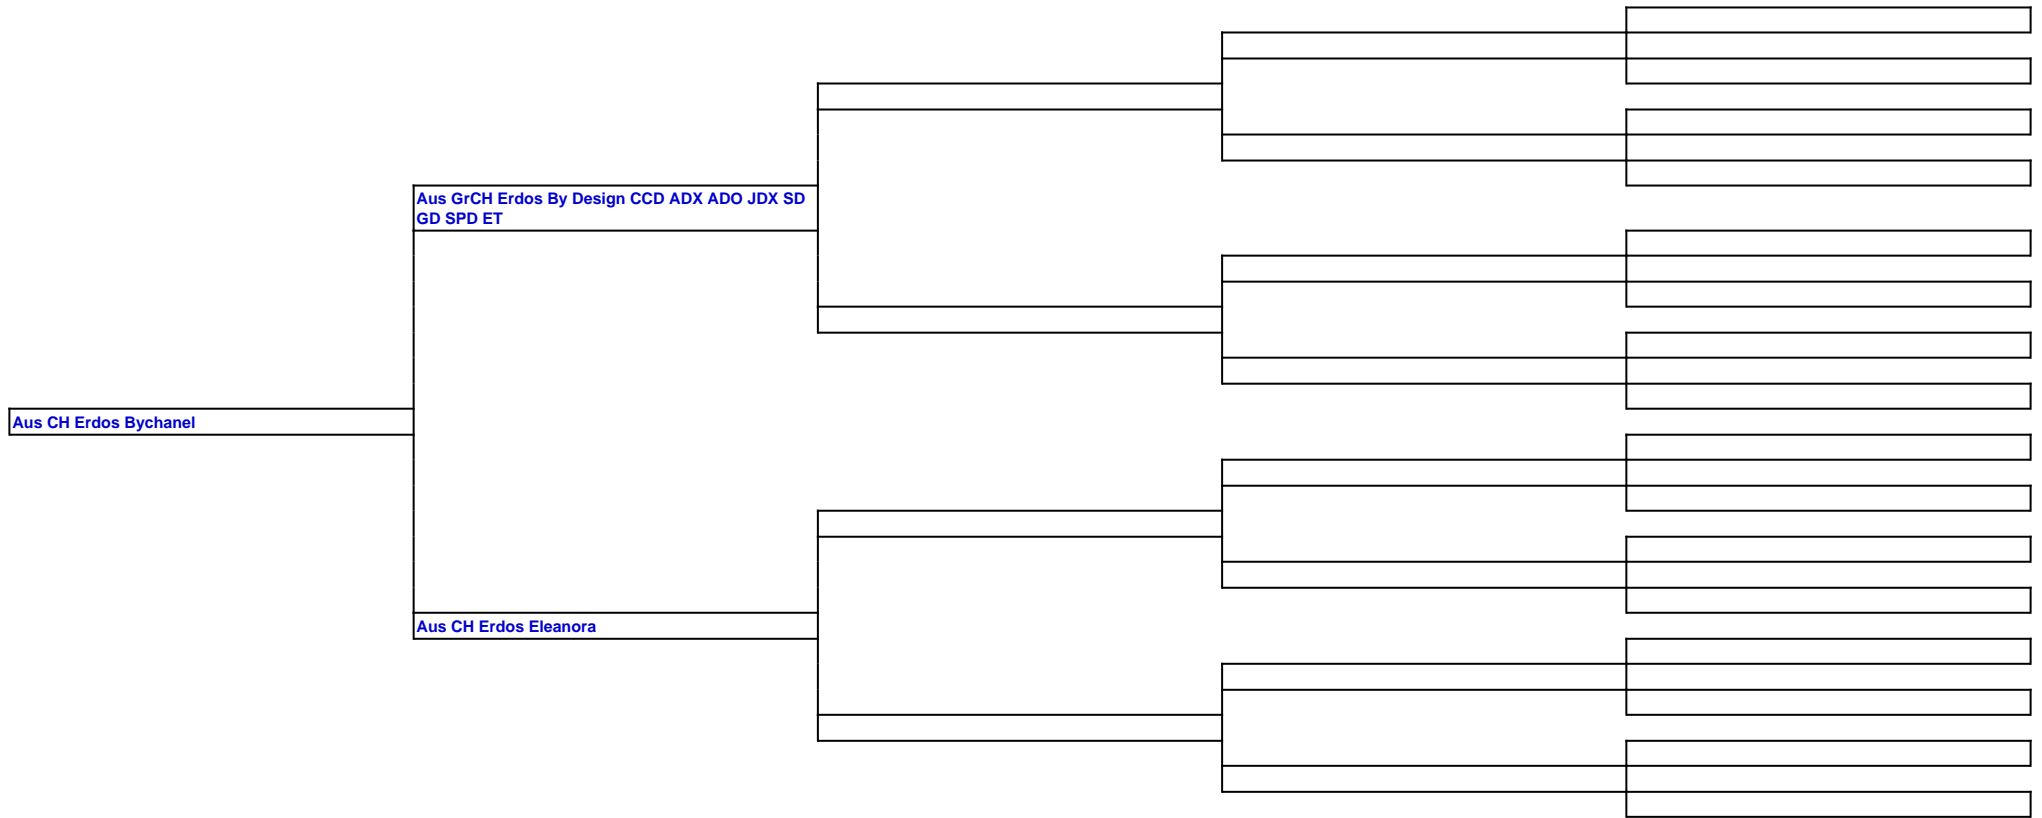 Aus GrCH Erdos By Design CCD ADX ADO JDX SD
GD SPD ET
Aus CH Erdos Bychanel
Aus CH Erdos Eleanora